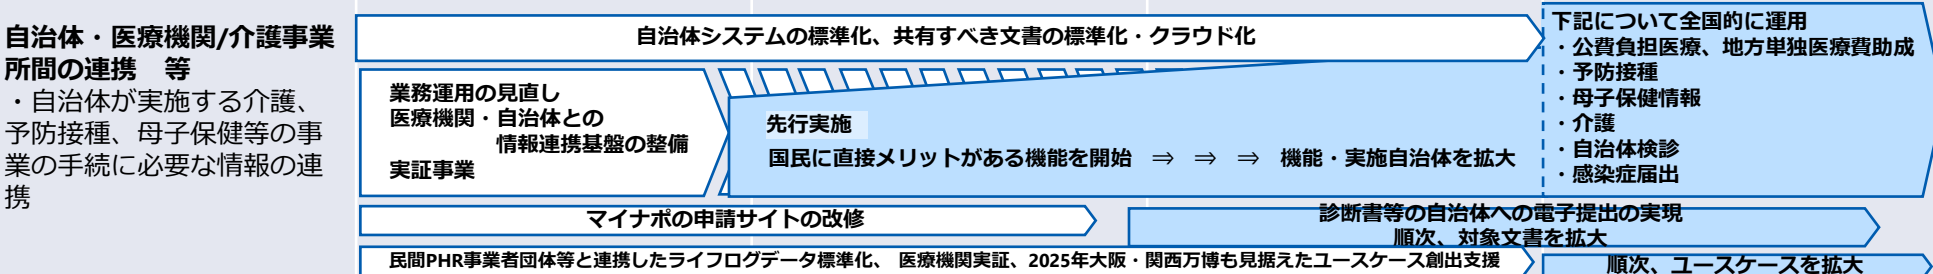 自治体・医療機関/介護事業
所間の連携　等
・自治体が実施する介護、
予防接種、母子保健等の事
業の手続に必要な情報の連
携
自治体システムの標準化、共有すべき文書の標準化・クラウド化
業務運用の見直し
医療機関・自治体との
情報連携基盤の整備
実証事業
先行実施
国民に直接メリットがある機能を開始　⇒　⇒　⇒　機能・実施自治体を拡大
下記について全国的に運用
・公費負担医療、地方単独医療費助成
・予防接種
・母子保健情報
・介護
・自治体検診
・感染症届出
マイナポの申請サイトの改修
診断書等の自治体への電子提出の実現
順次、対象文書を拡大
民間PHR事業者団体等と連携したライフログデータ標準化、 医療機関実証、2025年大阪・関西万博も見据えたユースケース創出支援
順次、ユースケースを拡大